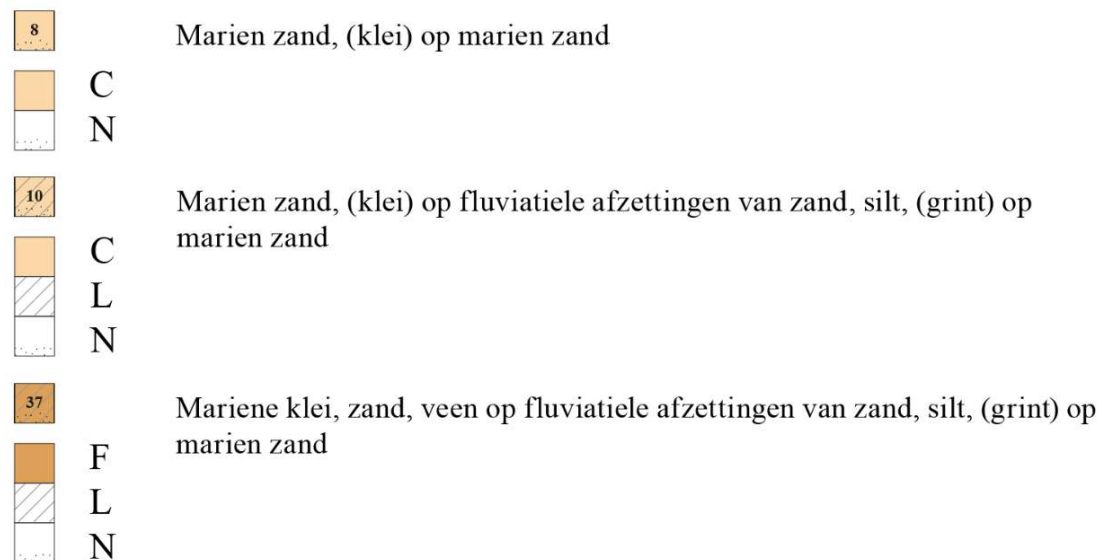 8 Marien zand, (klei) op marien zand
C
N
10 Marien zand, (klei) op fluviatiele afzettingen van zand, silt, (grint) op
marien zand
C
L
N
37 Mariene klei, zand, veen op fluviatiele afzettingen van zand, silt, (grint) op
marien zand
F
L
N